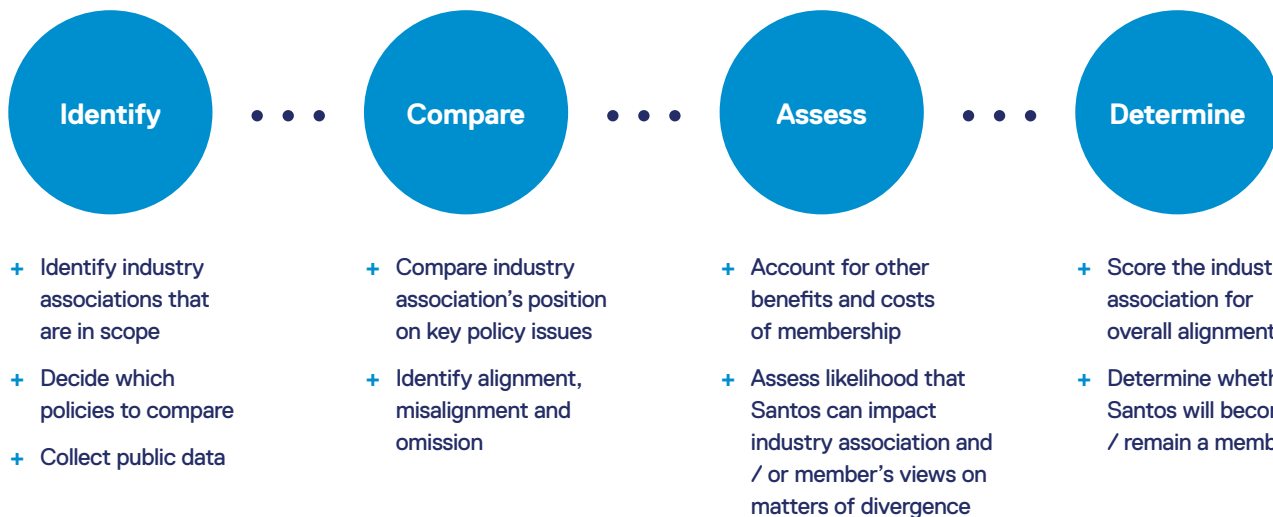 Identify
Compare
Assess
Determine
+ Identify industry
associations that
are in scope
+ Decide which
policies to compare
+ Collect public data
+ Compare industry
association's position
on key policy issues
+ Identify alignment,
misalignment and
omission
+ Account for other
benefits and costs
of membership
+ Assess likelihood that
Santos can impact
industry association and
/ or member's views on
matters of divergence
+ Score the
association for
overall alignment
+ Determine
Santos will
/ remain a